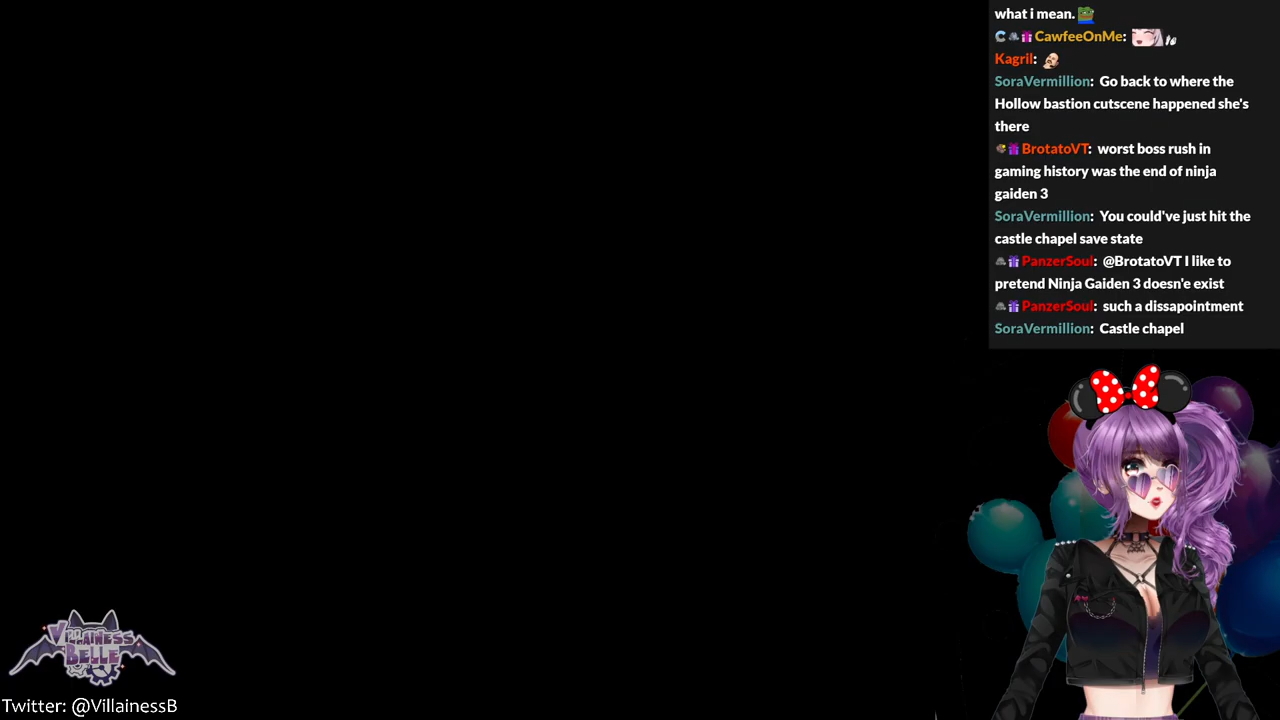 what i mean.
CawfeeOnMe:
Kagril:
SoraVermillion: Go back to where the
Hollow bastion cutscene happened she's
there
BrotatoVT: worst boss rush in
gaming history was the end of ninja
gaiden 3
SoraVermillion: You could've just hit the
castle chapel save state
PanzerSoul: @BrotatoVT I like to
pretend Ninja Gaiden 3 doesn'e exist
PanzerSoul: such a dissapointment
SoraVermillion: Castle chapel
VILLAINESS
BELLE
Twitter: @VillainessB